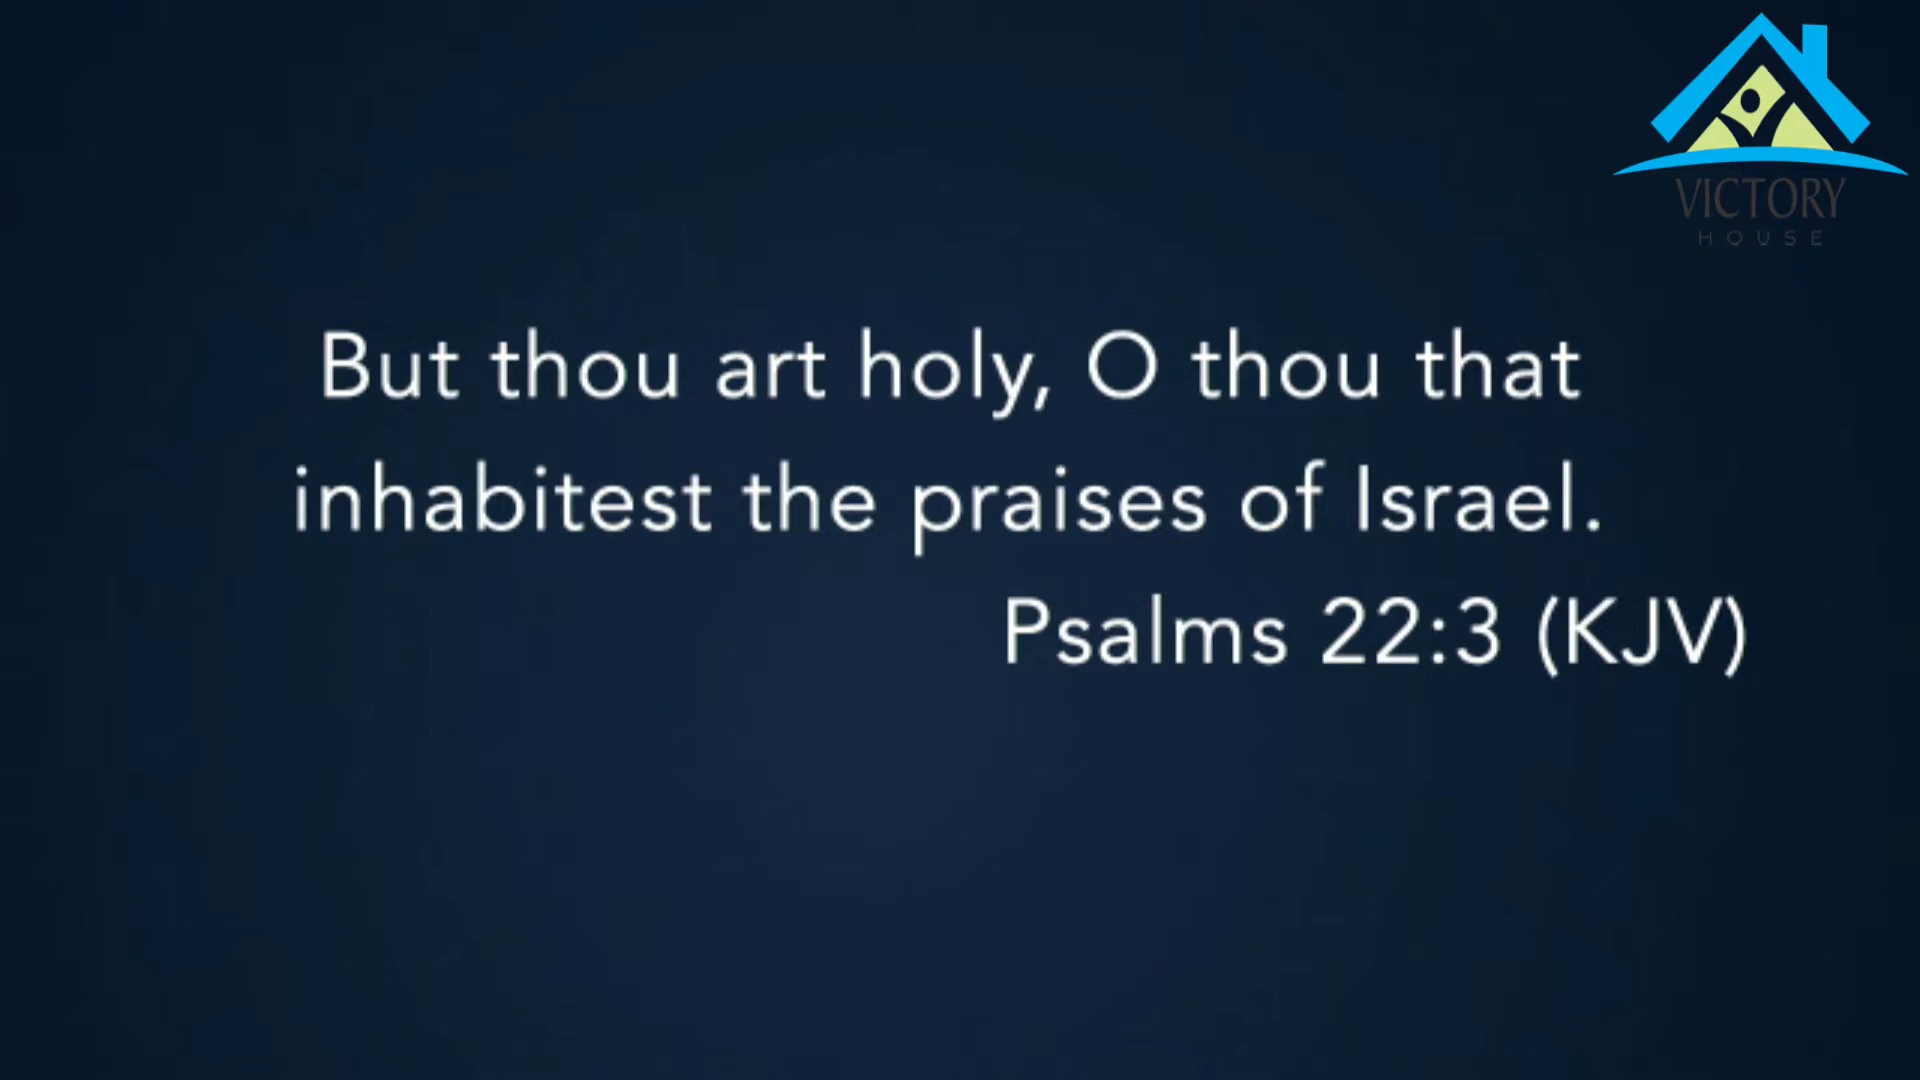 VICTORY
HOUSE
But thou art holy, O thou that
inhabitest the praises of Israel.
Psalms 22:3 (KJV)